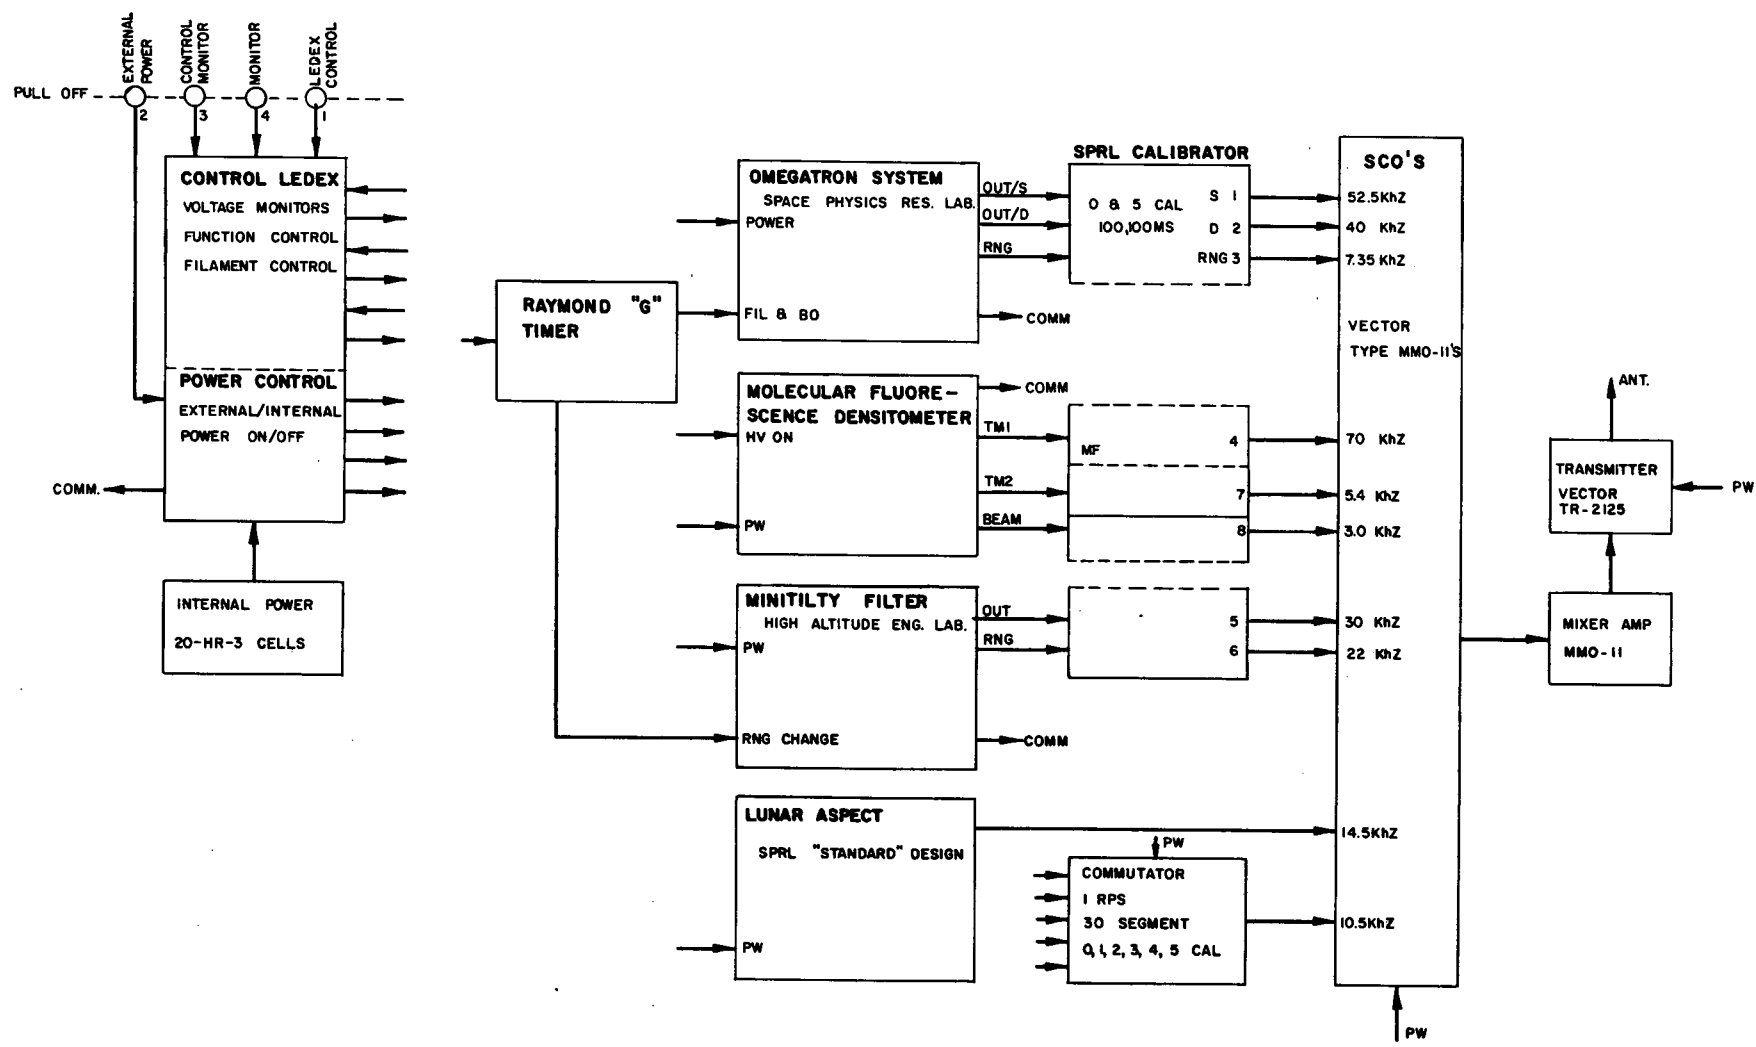 PULL OFF
EXTERNAL
POWER
CONTROL
MONITOR
MONITOR
LEDEX
CONTROL
2
3
4
1
CONTROL LEDEX
VOLTAGE MONITORS
FUNCTION CONTROL
FILAMENT CONTROL
POWER CONTROL
EXTERNAL/INTERNAL
POWER ON/OFF
COMM.
INTERNAL POWER
20-HR-3 CELLS
RAYMOND "G"
TIMER
OMEGATRON SYSTEM
SPACE PHYSICS RES. LAB.
POWER
FIL & BO
OUT/S
OUT/D
RNG
COMM
MOLECULAR FLUORE-
SCENCE DENSITOMETER
HV ON
PW
COMM
TM1
TM2
BEAM
MINITILTY FILTER
HIGH ALTITUDE ENG. LAB.
PW
RNG CHANGE
OUT
RNG
COMM
LUNAR ASPECT
SPRL "STANDARD" DESIGN
PW
SPRL CALIBRATOR
0 & 5 CAL
100,100MS
S 1
D 2
RNG 3
MF
4
7
8
5
6
PW
COMMUTATOR
1 RPS
30 SEGMENT
0, 1, 2, 3, 4, 5 CAL
SCO'S
52.5KhZ
40 KhZ
7.35 KhZ
VECTOR
TYPE MMO-11'S
70 KhZ
5.4 KhZ
3.0 KhZ
30 KhZ
22 KhZ
14.5KhZ
10.5KhZ
PW
ANT.
TRANSMITTER
VECTOR
TR-2125
PW
MIXER AMP
MMO-11